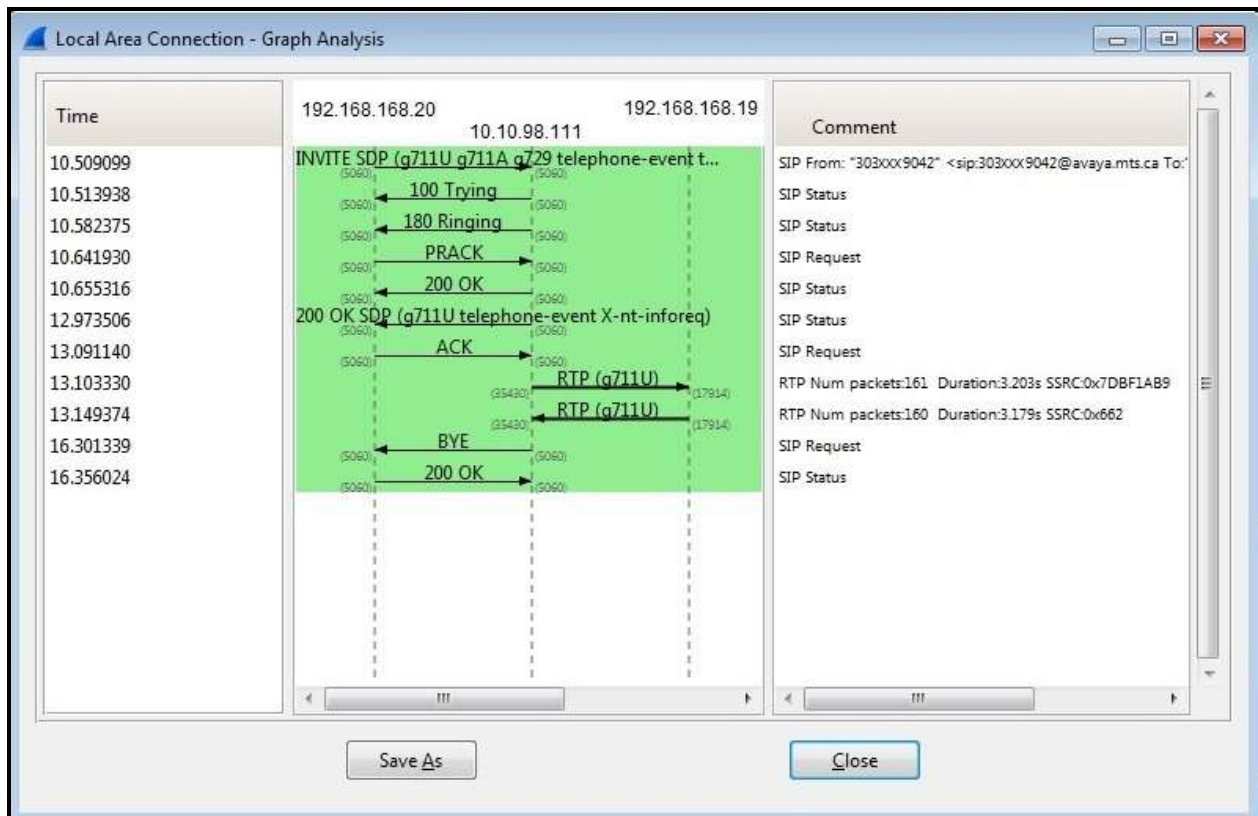 Local Area Connection - Graph Analysis
Time
192.168.168.20
192.168.168.19
10.10.98.111
Comment
10.509099
INVITE SDP (g711U g711A g729 telephone-event t...
(5060)
(5060)
SIP From: "303xxx9042" <sip:303xxx9042@avaya.mts.ca To:"
10.513938
100 Trying
(5060)
(5060)
SIP Status
10.582375
180 Ringing
(5060)
(5060)
SIP Status
10.641930
PRACK
(5060)
(5060)
SIP Request
10.655316
200 OK
(5060)
(5060)
SIP Status
12.973506
200 OK SDP (g711U telephone-event X-nt-inforeq)
(5060)
(5060)
SIP Status
13.091140
ACK
(5060)
(5060)
SIP Request
13.103330
RTP (g711U)
(35430)
(17914)
RTP Num packets:161 Duration:3.203s SSRC:0x7DBF1AB9
13.149374
RTP (g711U)
(35430)
(17914)
RTP Num packets:160 Duration:3.179s SSRC:0x662
16.301339
BYE
(5060)
(5060)
SIP Request
16.356024
200 OK
(5060)
(5060)
SIP Status
Save As
Close